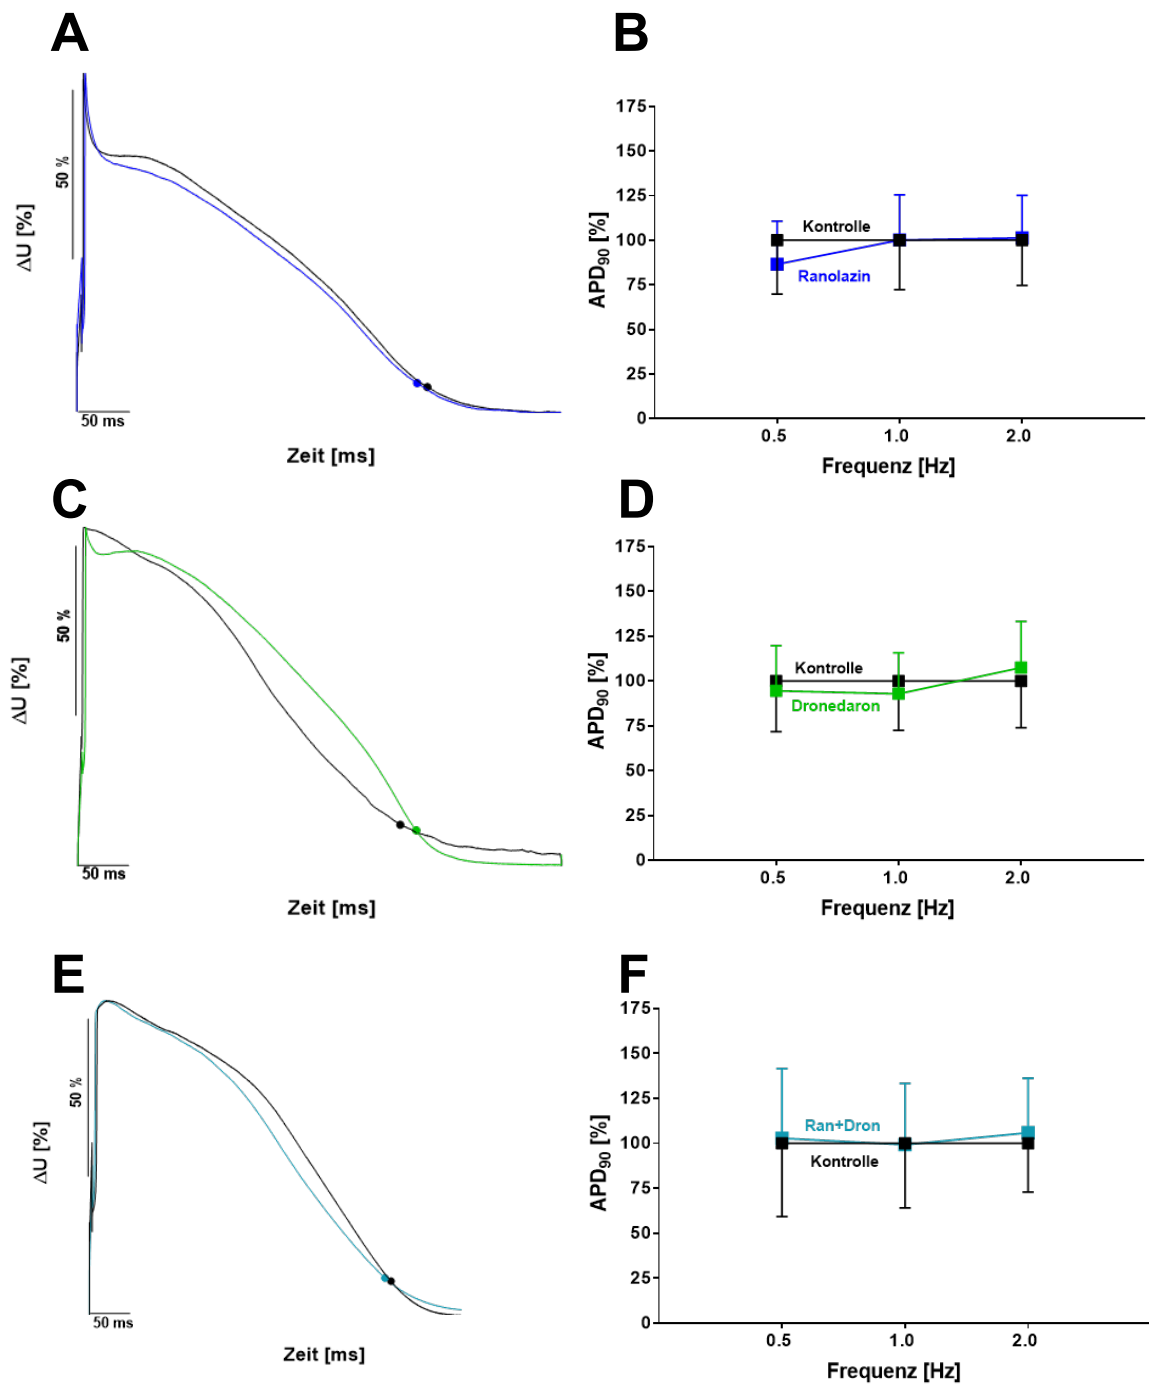 A
ΔU [%]
50 %
50 ms
Zeit [ms]
B
APD90 [%]
175
150
125
100
75
50
25
0
Kontrolle
Ranolazin
0.5 1.0 2.0
Frequenz [Hz]
C
ΔU [%]
50 %
50 ms
Zeit [ms]
D
APD90 [%]
175
150
125
100
75
50
25
0
Kontrolle
Dronedaron
0.5 1.0 2.0
Frequenz [Hz]
E
ΔU [%]
50 %
50 ms
Zeit [ms]
F
APD90 [%]
175
150
125
100
75
50
25
0
Ran+Dron
Kontrolle
0.5 1.0 2.0
Frequenz [Hz]